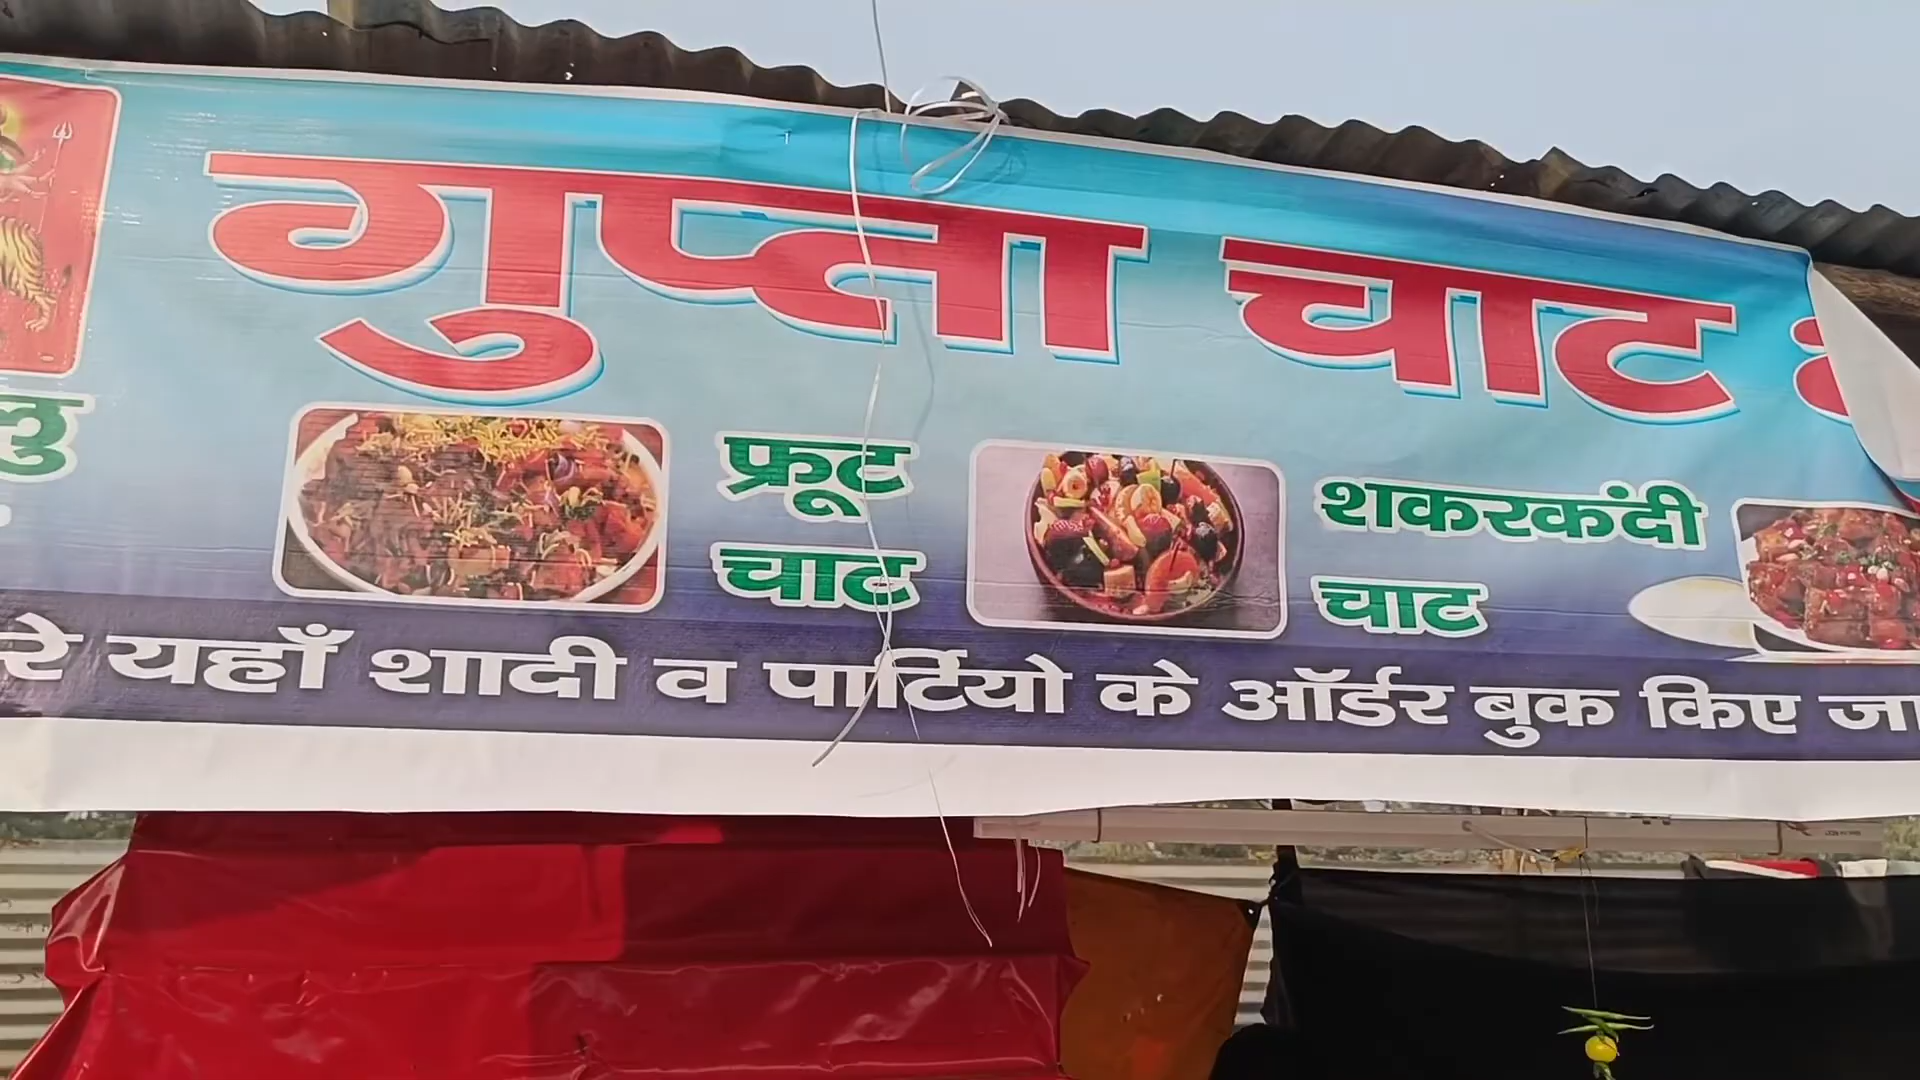 गुप्ता चाट
फ्रूट
चाट
शकरकंदी
चाट
यहाँ शादी व पार्टियो के ऑर्डर बुक किए